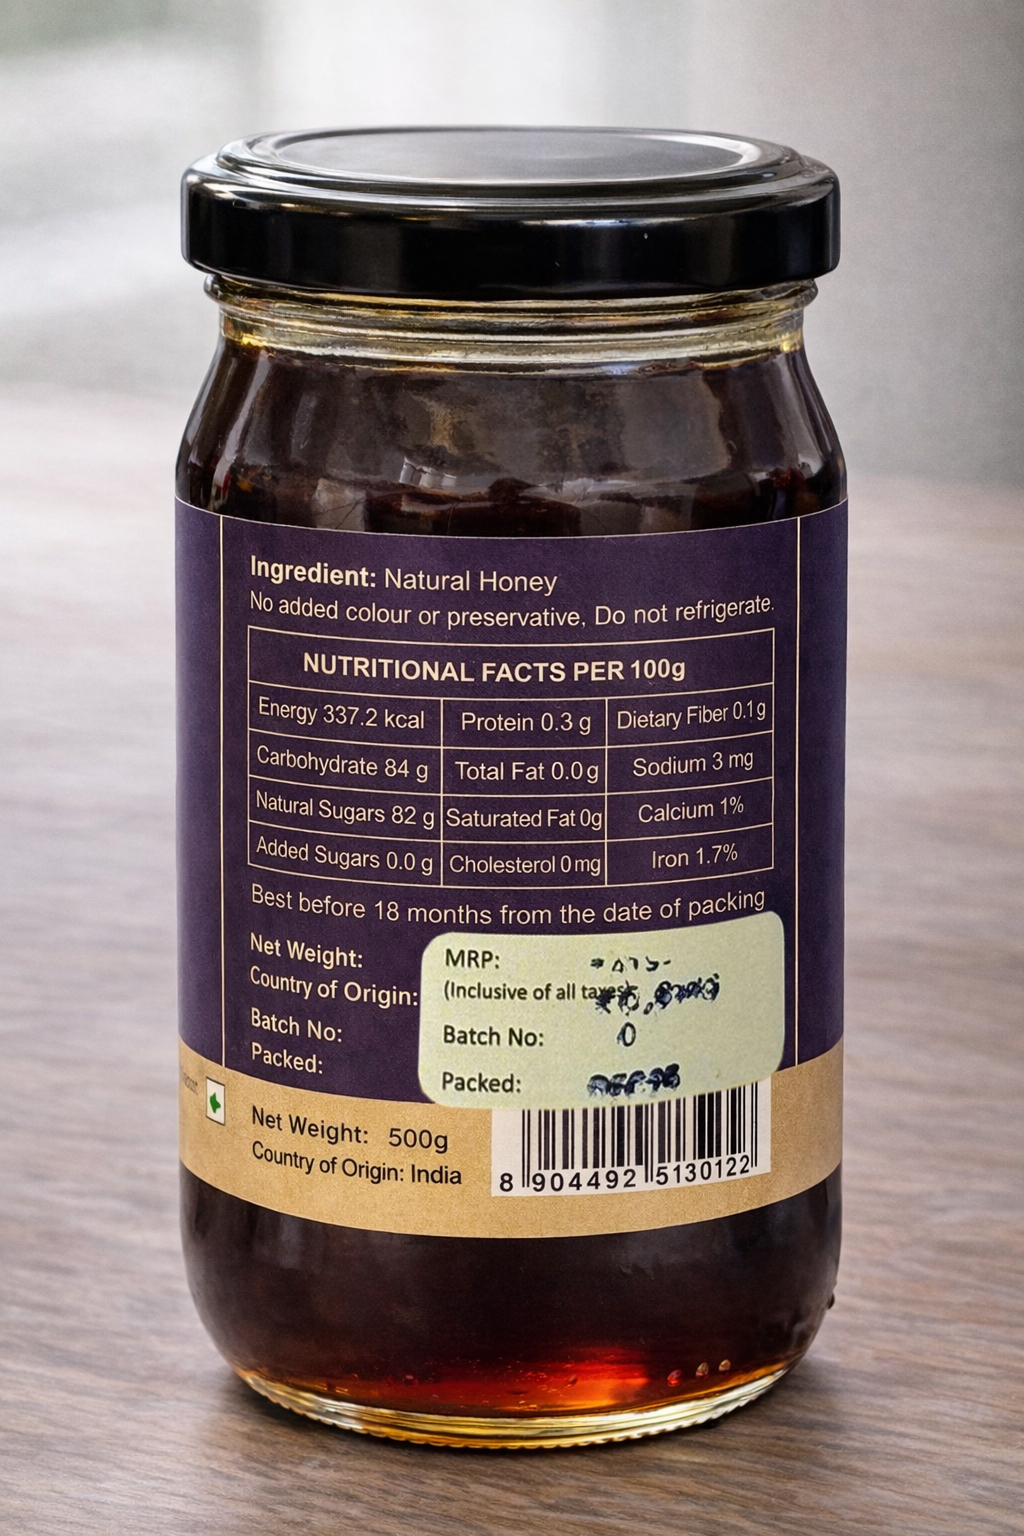 Ingredient: Natural Honey
No added colour or preservative, Do not refrigerate.
NUTRITIONAL FACTS PER 100g
Energy 337.2 kcal Protein 0.3 g Dietary Fiber 0.1 g
Carbohydrate 84 g Total Fat 0.0 g Sodium 3 mg
Natural Sugars 82 g Saturated Fat 0g Calcium 1%
Added Sugars 0.0 g Cholesterol 0 mg Iron 1.7%
Best before 18 months from the date of packing
Net Weight:
Country of Origin:
Batch No:
Packed:
MRP:
(Inclusive of all taxes)
Batch No:
Packed:
Net Weight: 500g
Country of Origin: India
8 904492 513012 2